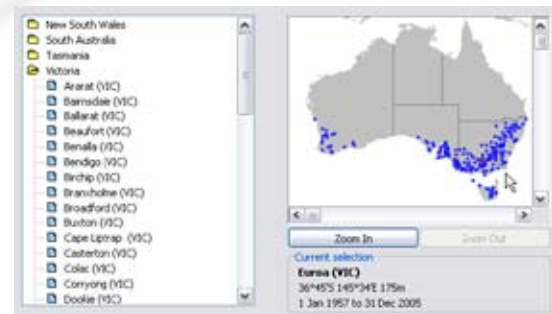 New South Wales
South Australia
Tasmania
Victoria
Ararat (VIC)
Bairnsdale (VIC)
Ballarat (VIC)
Beaufort (VIC)
Benalla (VIC)
Bendigo (VIC)
Birchip (VIC)
Branxholme (VIC)
Broadford (VIC)
Buxton (VIC)
Cape Liptrap (VIC)
Casterton (VIC)
Colac (VIC)
Corryong (VIC)
Dookie (VIC)
Zoom In
Zoom Out
Current selection
Euroa (VIC)
36°45'S 145°34'E 175m
1 Jan 1957 to 31 Dec 2005